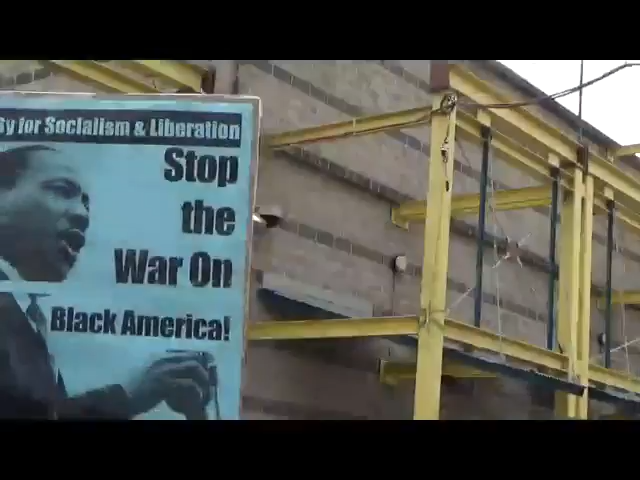 for Socialism & Liberation
Stop
the
War On
Black America!